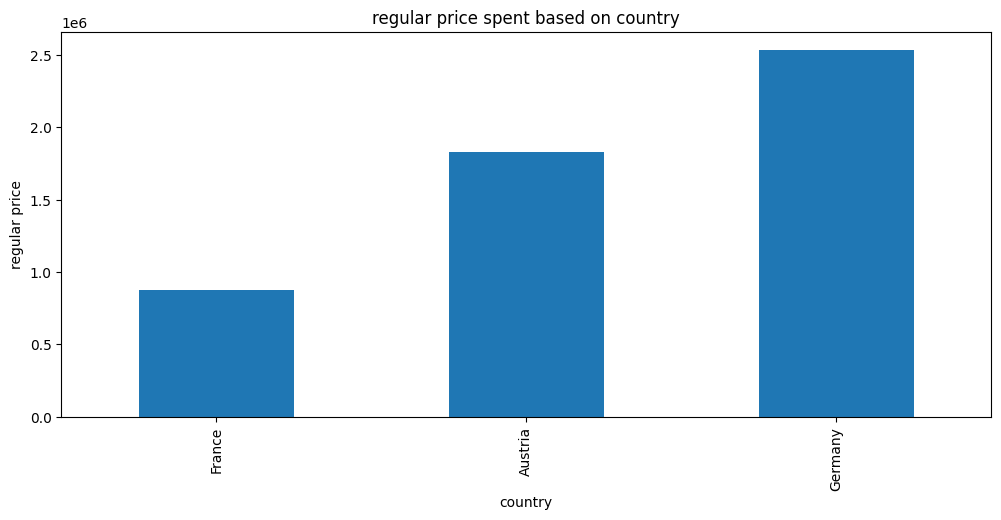 regular price spent based on country
1e6
2.5
2.0
1.5
1.0
0.5
0.0
regular price
France
Austria
Germany
country